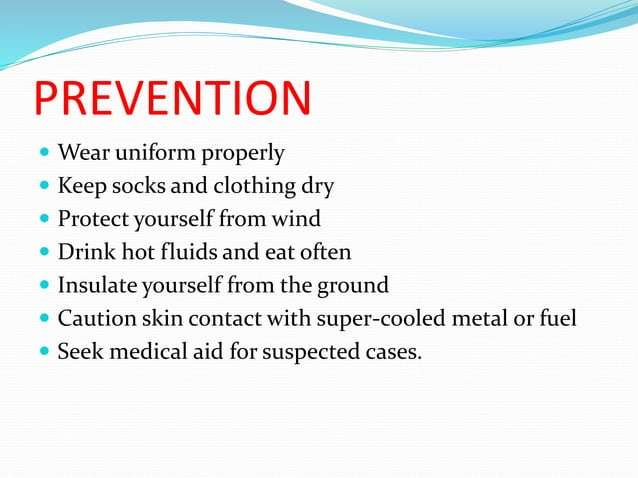 PREVENTION
Wear uniform properly
Keep socks and clothing dry
Protect yourself from wind
Drink hot fluids and eat often
Insulate yourself from the ground
Caution skin contact with super-cooled metal or fuel
Seek medical aid for suspected cases.